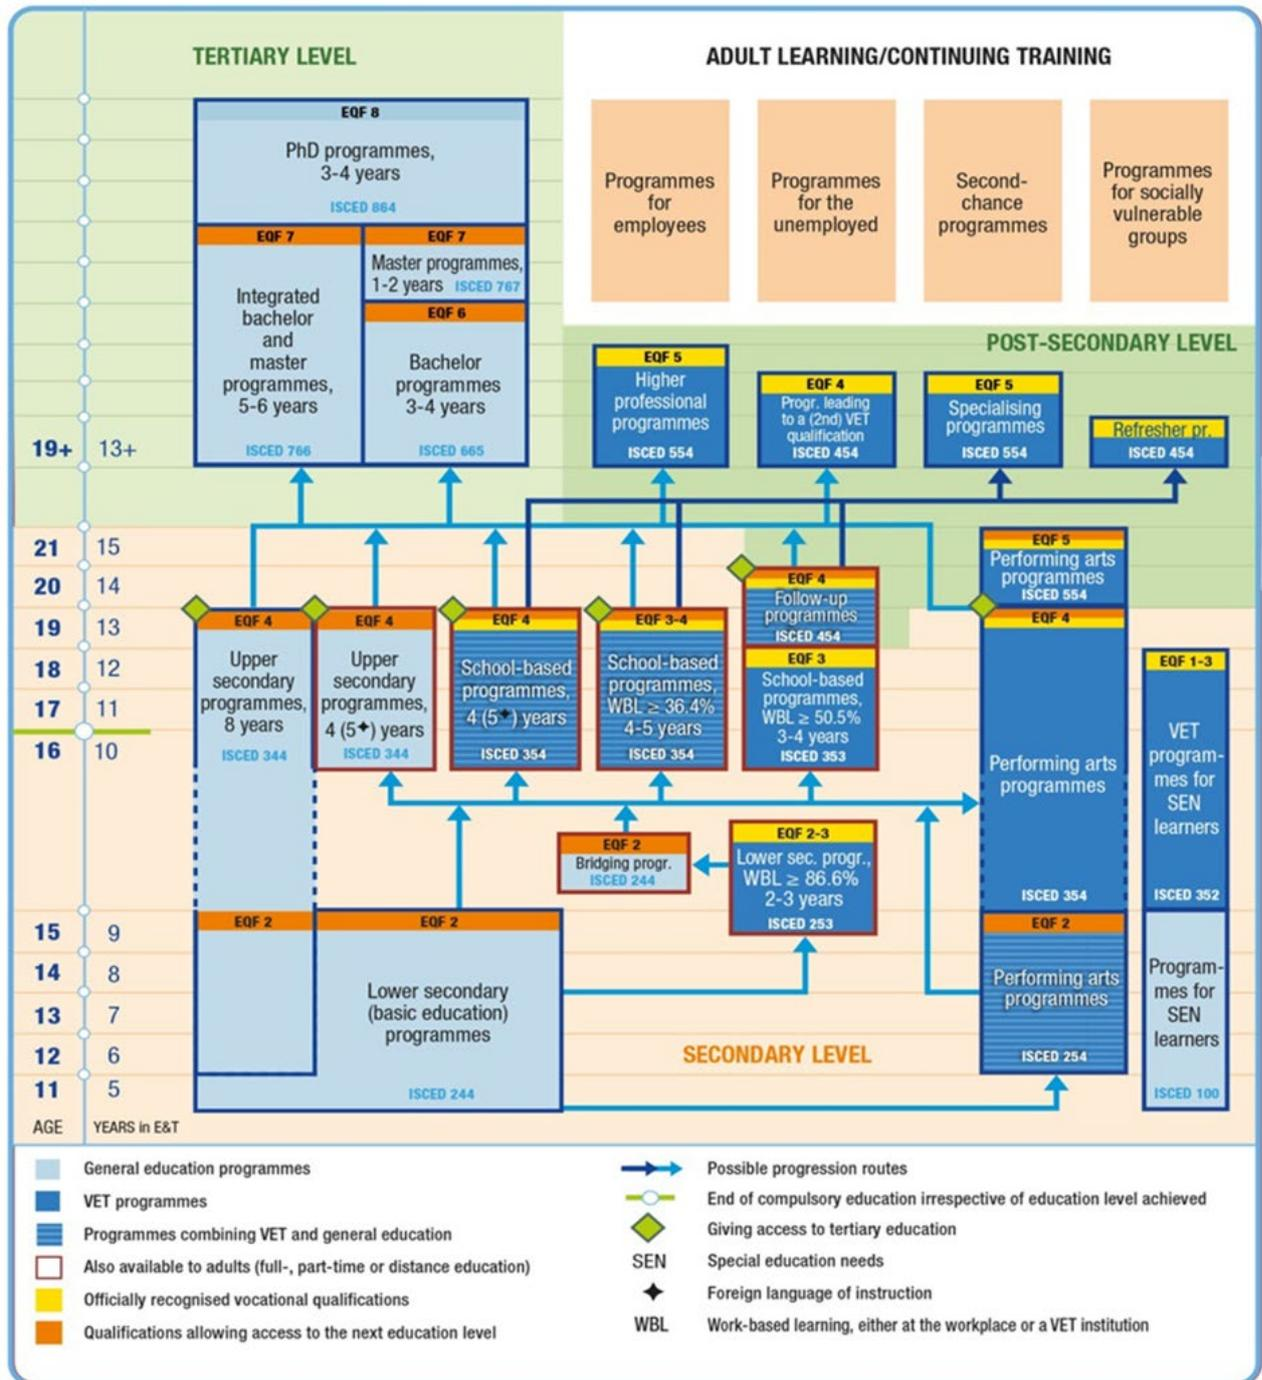 TERTIARY LEVEL
ADULT LEARNING/CONTINUING TRAINING
EQF 8
PhD programmes,
3-4 years
ISCED 864
EQF 7
Integrated
bachelor
and
master
programmes,
5-6 years
ISCED 766
EQF 7
Master programmes,
1-2 years ISCED 767
EQF 6
Bachelor
programmes
3-4 years
ISCED 665
Programmes
for
employees
Programmes
for the
unemployed
Second-
chance
programmes
Programmes
for socially
vulnerable
groups
POST-SECONDARY LEVEL
EQF 5
Higher
professional
programmes
ISCED 554
EQF 4
Progr. leading
to a (2nd) VET
qualification
ISCED 454
EQF 5
Specialising
programmes
ISCED 554
Refresher pr.
ISCED 454
19+ 13+
21 15
20 14
19 13
18 12
17 11
16 10
15 9
14 8
13 7
12 6
11 5
AGE YEARS in E&T
EQF 4
Upper
secondary
programmes,
8 years
ISCED 344
EQF 4
Upper
secondary
programmes,
4 (5✦) years
ISCED 344
EQF 4
School-based
programmes,
4 (5✦) years
ISCED 354
EQF 3-4
School-based
programmes,
WBL ≥ 36.4%
4-5 years
ISCED 354
EQF 4
Follow-up
programmes
ISCED 454
EQF 3
School-based
programmes,
WBL ≥ 50.5%
3-4 years
ISCED 353
EQF 5
Performing arts
programmes
ISCED 554
EQF 4
Performing arts
programmes
ISCED 354
EQF 2
Performing arts
programmes
ISCED 254
EQF 1-3
VET
program-
mes for
SEN
learners
ISCED 352
Program-
mes for
SEN
learners
ISCED 100
EQF 2
Bridging progr.
ISCED 244
EQF 2-3
Lower sec. progr.,
WBL ≥ 86.6%
2-3 years
ISCED 253
EQF 2
EQF 2
Lower secondary
(basic education)
programmes
ISCED 244
SECONDARY LEVEL
General education programmes
VET programmes
Programmes combining VET and general education
Also available to adults (full-, part-time or distance education)
Officially recognised vocational qualifications
Qualifications allowing access to the next education level
Possible progression routes
End of compulsory education irrespective of education level achieved
Giving access to tertiary education
SEN Special education needs
✦ Foreign language of instruction
WBL Work-based learning, either at the workplace or a VET institution